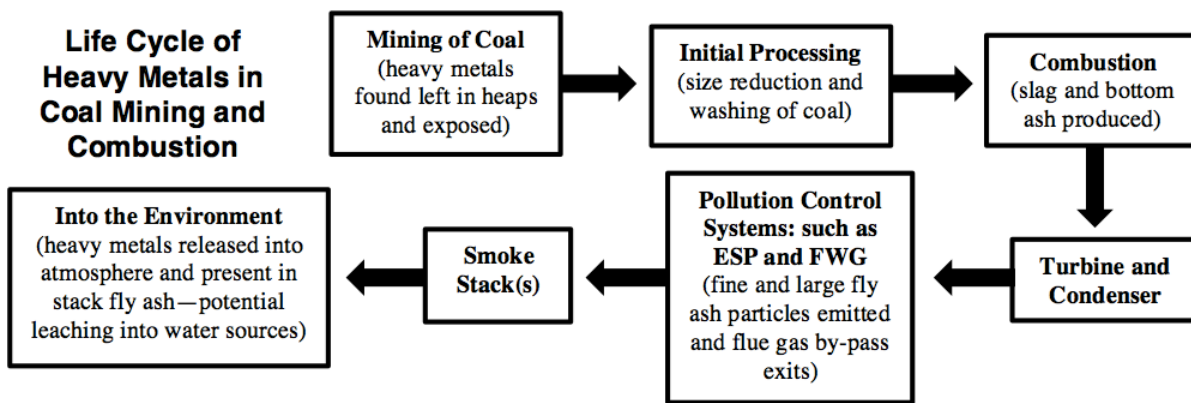 Life Cycle of
Heavy Metals in
Coal Mining and
Combustion
Mining of Coal
(heavy metals
found left in heaps
and exposed)
Initial Processing
(size reduction and
washing of coal)
Combustion
(slag and bottom
ash produced)
Turbine and
Condenser
Pollution Control
Systems: such as
ESP and FWG
(fine and large fly
ash particles emitted
and flue gas by-pass
exits)
Smoke
Stack(s)
Into the Environment
(heavy metals released into
atmosphere and present in
stack fly ash—potential
leaching into water sources)